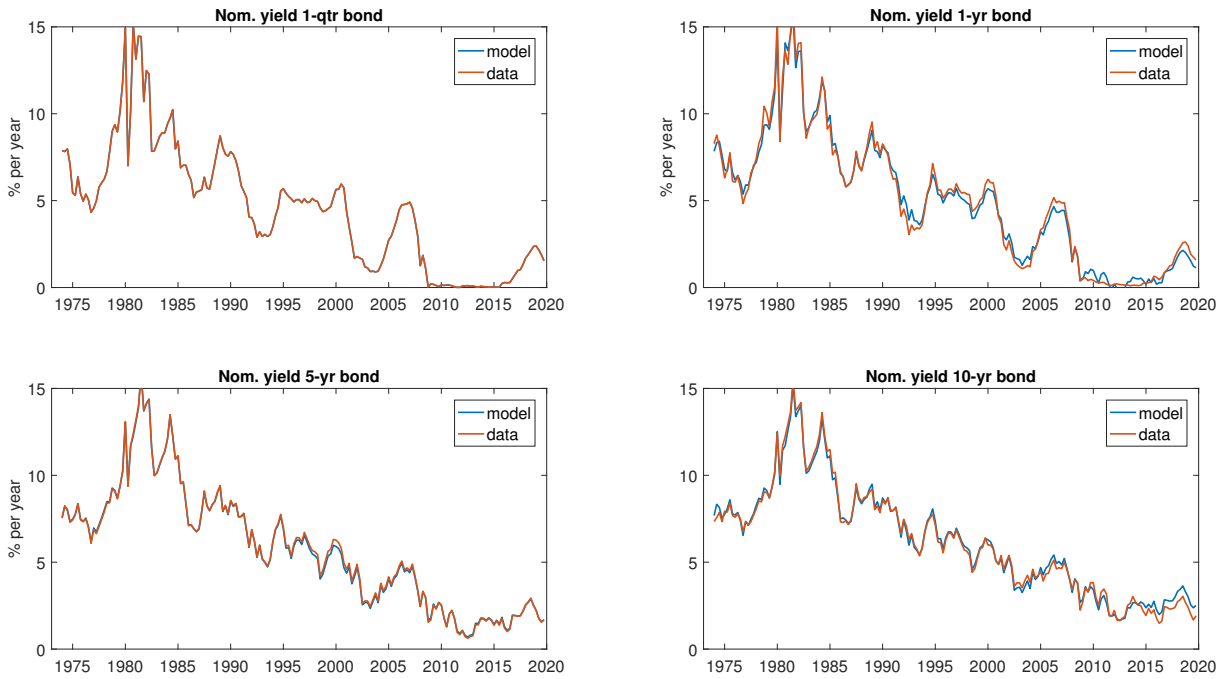 Nom. yield 1-qtr bond
% per year
15
10
5
0
model
data
1975 1980 1985 1990 1995 2000 2005 2010 2015 2020
Nom. yield 1-yr bond
% per year
15
10
5
0
model
data
1975 1980 1985 1990 1995 2000 2005 2010 2015 2020
Nom. yield 5-yr bond
% per year
15
10
5
0
model
data
1975 1980 1985 1990 1995 2000 2005 2010 2015 2020
Nom. yield 10-yr bond
% per year
15
10
5
0
model
data
1975 1980 1985 1990 1995 2000 2005 2010 2015 2020